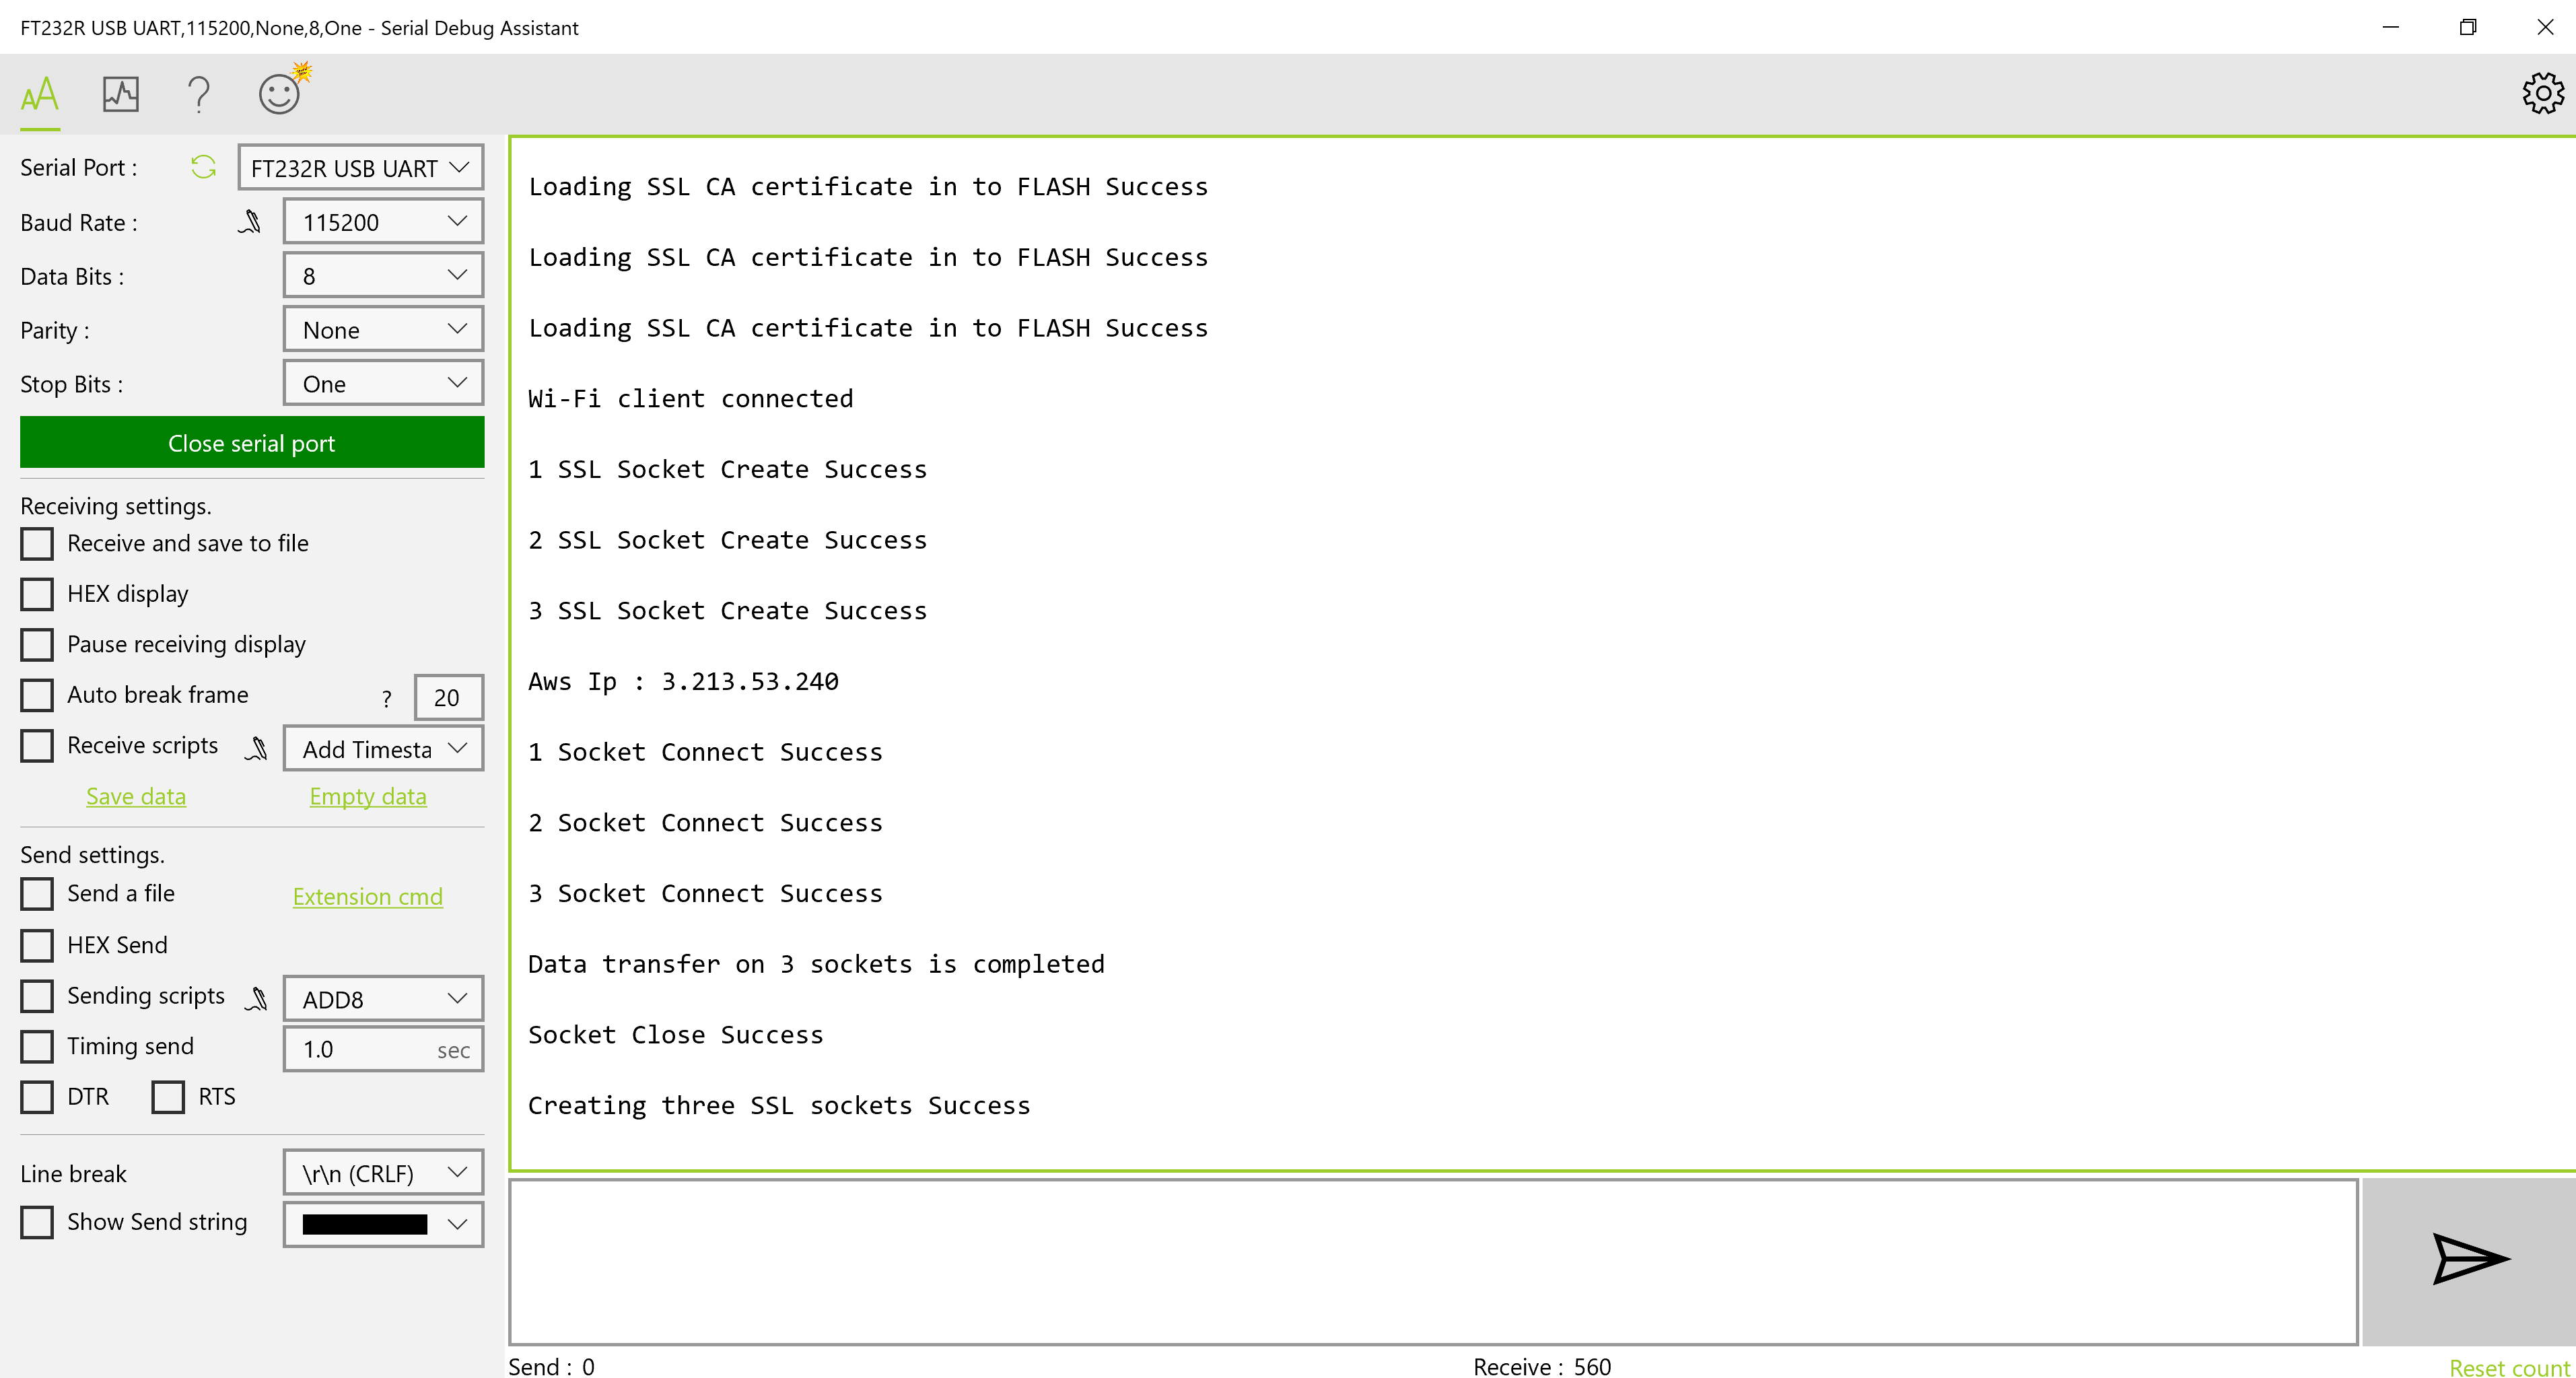 FT232R USB UART,115200,None,8,One - Serial Debug Assistant
Serial Port :
FT232R USB UART
Baud Rate :
115200
Data Bits :
8
Parity :
None
Stop Bits :
One
Close serial port
Receiving settings.
Receive and save to file
HEX display
Pause receiving display
Auto break frame ? 20
Receive scripts
Add Timesta
Save data
Empty data
Send settings.
Send a file
Extension cmd
HEX Send
Sending scripts
ADD8
Timing send
1.0 sec
DTR
RTS
Line break
\r\n (CRLF)
Show Send string
Loading SSL CA certificate in to FLASH Success
Loading SSL CA certificate in to FLASH Success
Loading SSL CA certificate in to FLASH Success
Wi-Fi client connected
1 SSL Socket Create Success
2 SSL Socket Create Success
3 SSL Socket Create Success
Aws Ip : 3.213.53.240
1 Socket Connect Success
2 Socket Connect Success
3 Socket Connect Success
Data transfer on 3 sockets is completed
Socket Close Success
Creating three SSL sockets Success
Send : 0
Receive : 560
Reset count